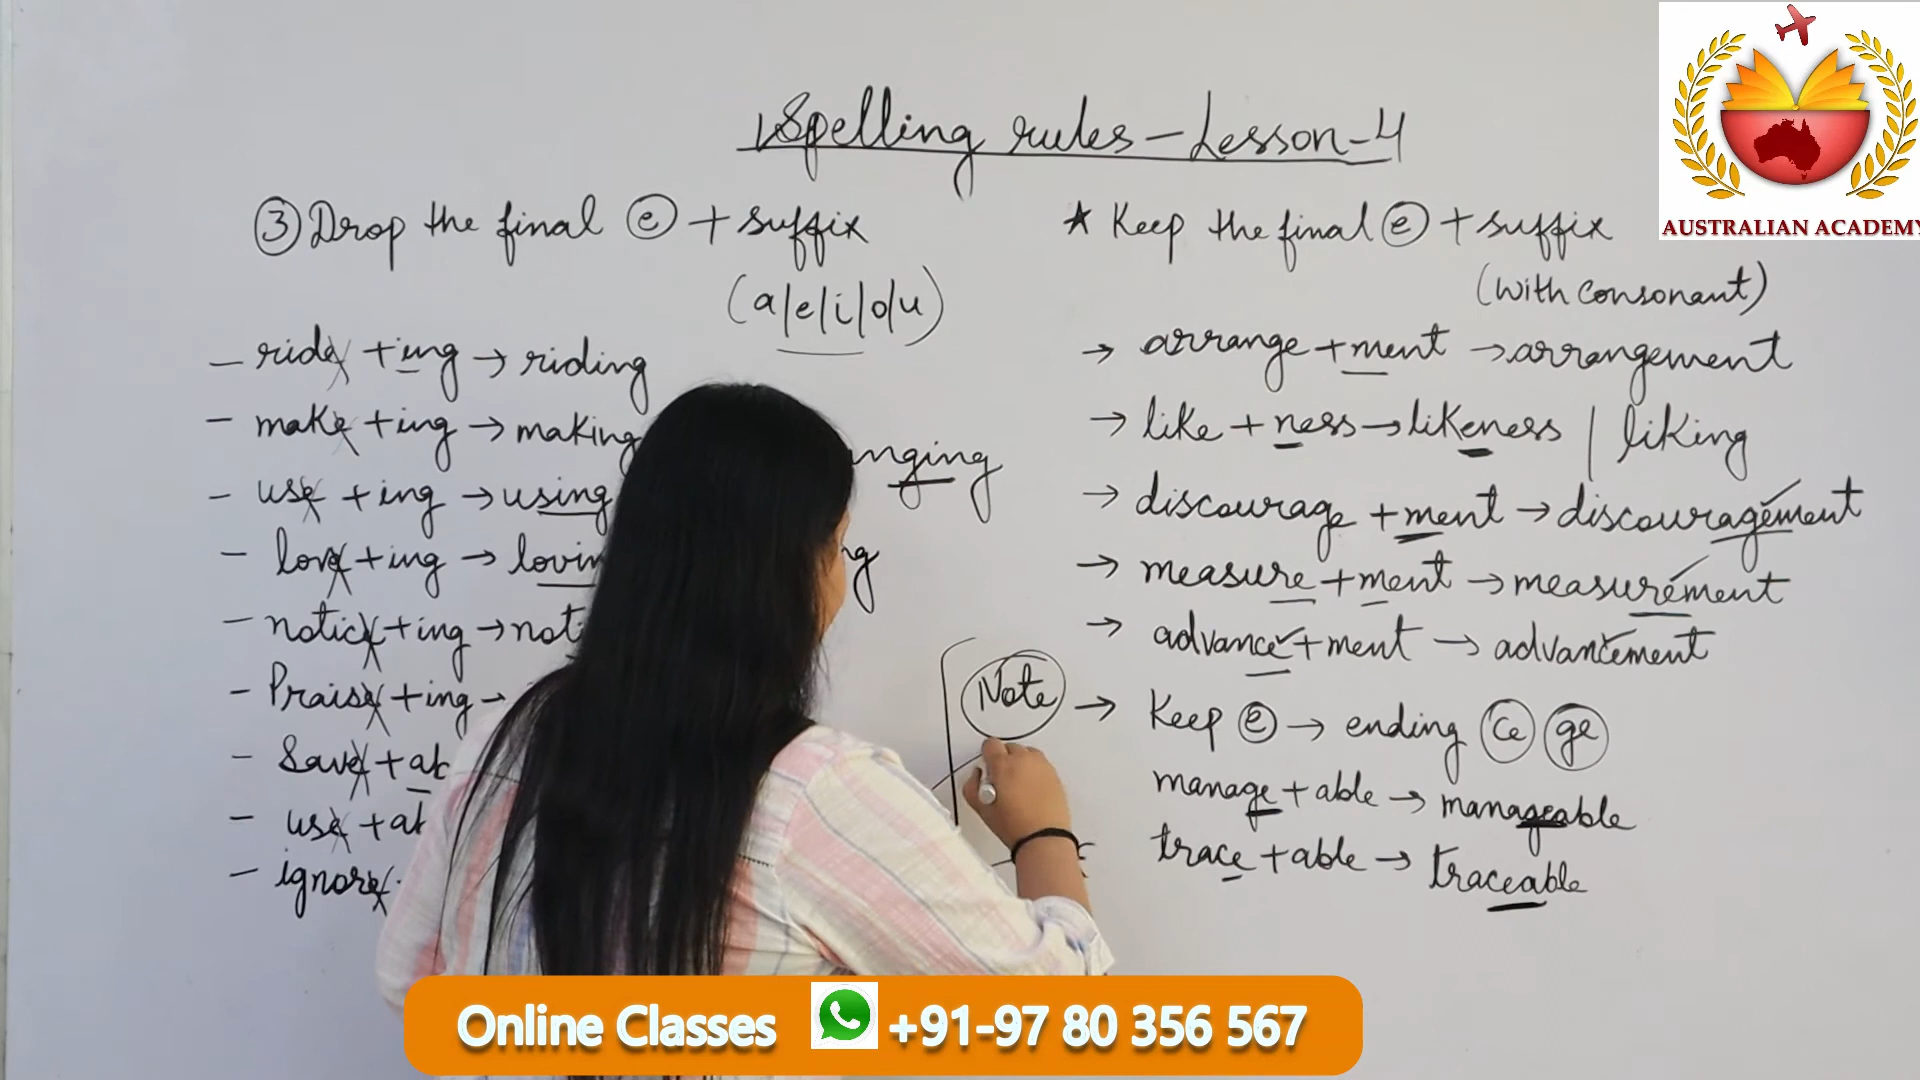 Spelling rules - Lesson-4
③ Drop the final ⓔ + suffix
(a/e/i/o/u)
- ride + ing → riding
- make + ing → making
- use + ing → using
- love + ing → lovin
- notice + ing → noti
- Praise + ing -
- Save + ab
- use + ab
- ignore
nging
ng
★ Keep the final ⓔ + suffix
(with consonant)
→ arrange + ment → arrangement
→ like + ness → likeness | liking
→ discourage + ment → discouragement
→ measure + ment → measurement
→ advance + ment → advancement
Note → Keep ⓔ → ending ce ge
manage + able → manageable
trace + able → traceable
AUSTRALIAN ACADEMY
Online Classes +91-97 80 356 567